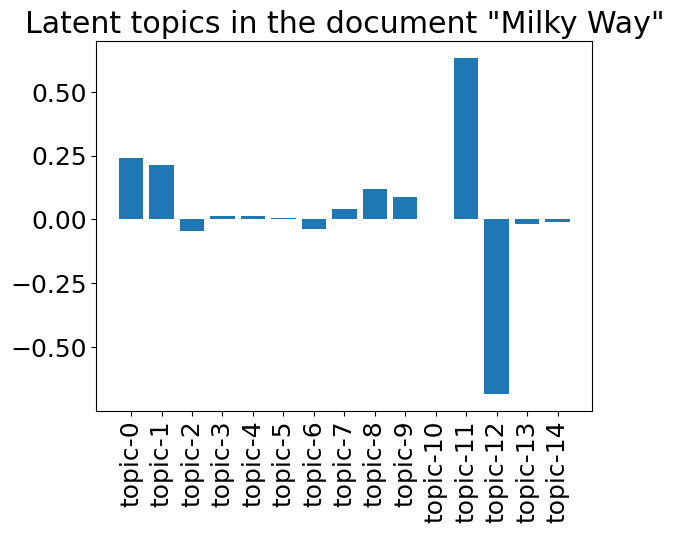 Latent topics in the document "Milky Way"
0.50
0.25
0.00
−0.25
−0.50
topic-0
topic-1
topic-2
topic-3
topic-4
topic-5
topic-6
topic-7
topic-8
topic-9
topic-10
topic-11
topic-12
topic-13
topic-14